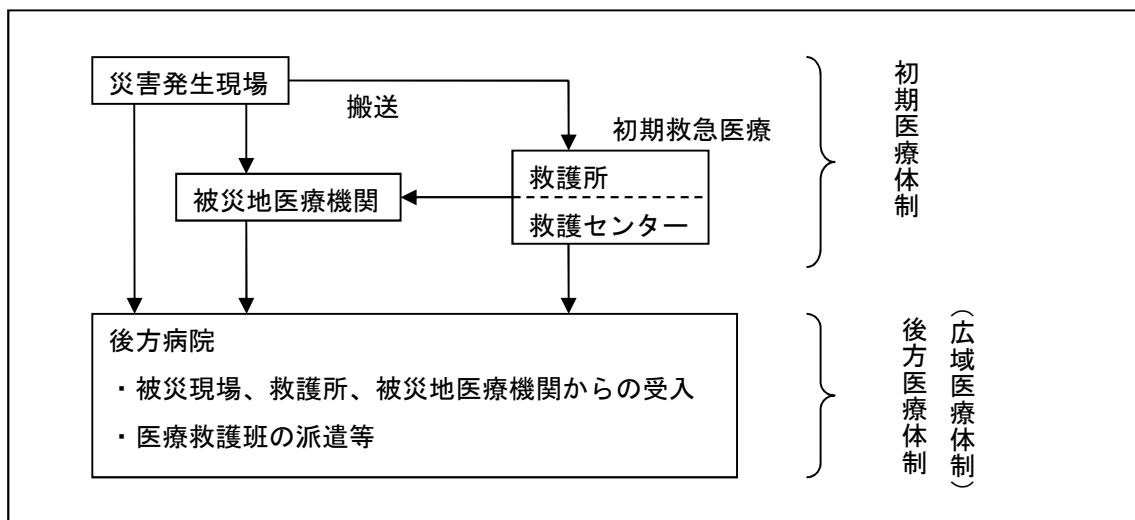 災害発生現場
搬送
初期救急医療
救護所
救護センター
被災地医療機関
初期医療体制
後方病院
・被災現場、救護所、被災地医療機関からの受入
・医療救護班の派遣等
(広域医療体制)
後方医療体制